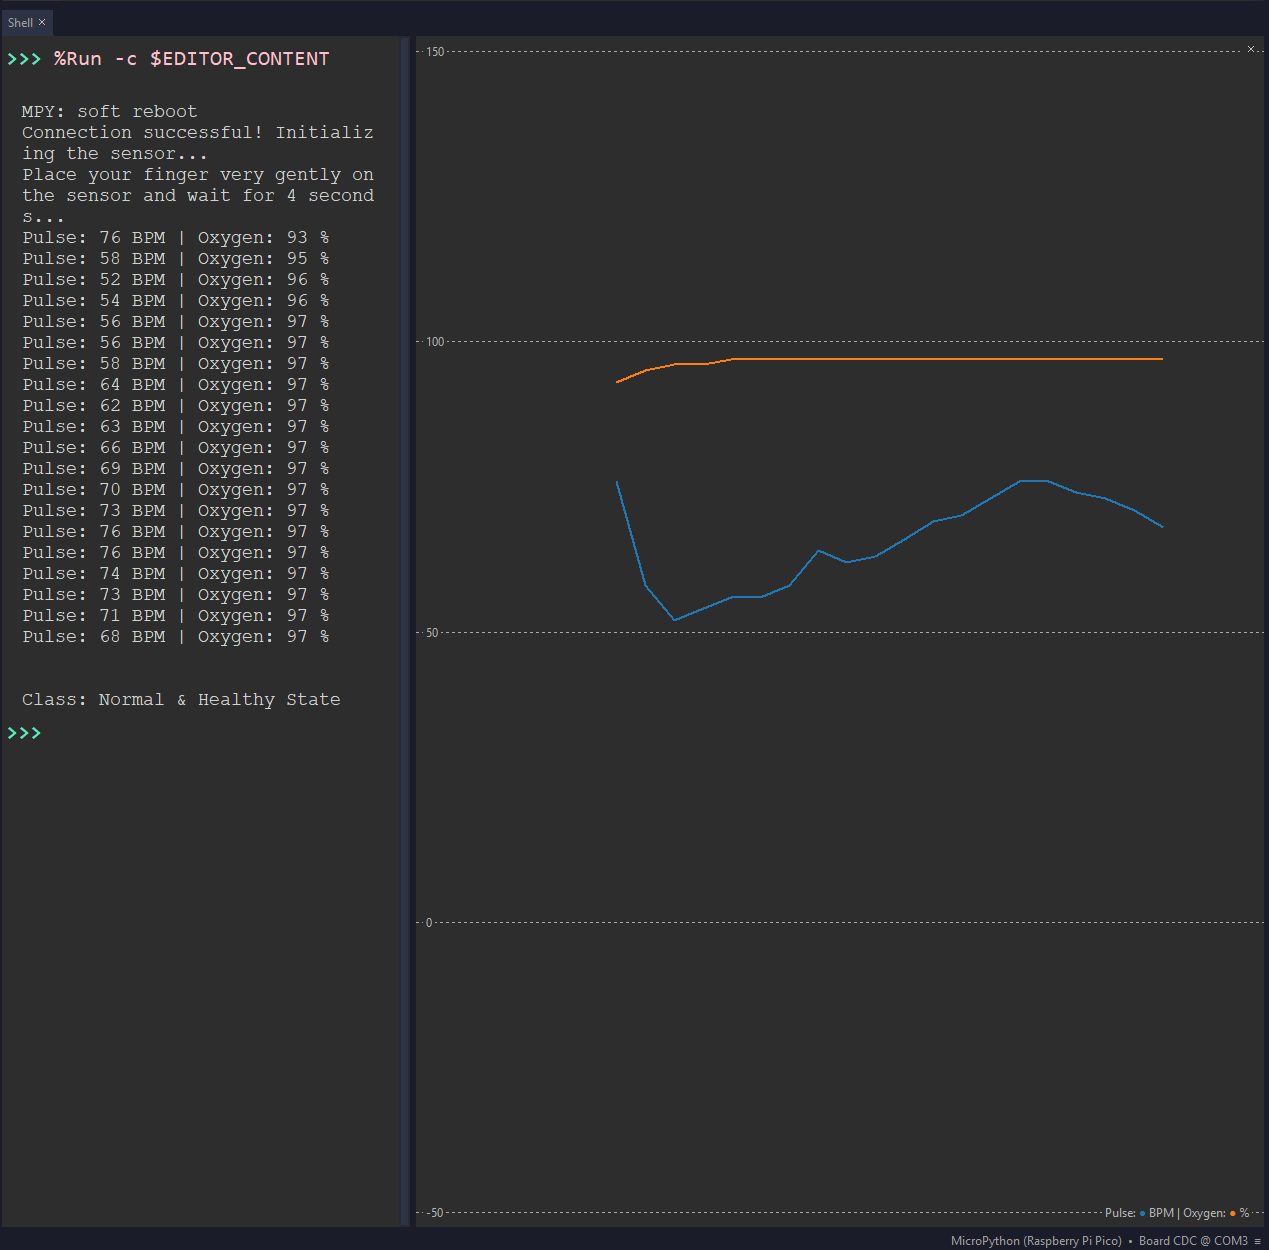 Shell ×
>>> %Run -c $EDITOR_CONTENT
MPY: soft reboot
Connection successful! Initializ
ing the sensor...
Place your finger very gently on
the sensor and wait for 4 second
s...
Pulse: 76 BPM | Oxygen: 93 %
Pulse: 58 BPM | Oxygen: 95 %
Pulse: 52 BPM | Oxygen: 96 %
Pulse: 54 BPM | Oxygen: 96 %
Pulse: 56 BPM | Oxygen: 97 %
Pulse: 56 BPM | Oxygen: 97 %
Pulse: 58 BPM | Oxygen: 97 %
Pulse: 64 BPM | Oxygen: 97 %
Pulse: 62 BPM | Oxygen: 97 %
Pulse: 63 BPM | Oxygen: 97 %
Pulse: 66 BPM | Oxygen: 97 %
Pulse: 69 BPM | Oxygen: 97 %
Pulse: 70 BPM | Oxygen: 97 %
Pulse: 73 BPM | Oxygen: 97 %
Pulse: 76 BPM | Oxygen: 97 %
Pulse: 76 BPM | Oxygen: 97 %
Pulse: 74 BPM | Oxygen: 97 %
Pulse: 73 BPM | Oxygen: 97 %
Pulse: 71 BPM | Oxygen: 97 %
Pulse: 68 BPM | Oxygen: 97 %
Class: Normal & Healthy State
>>>
150
100
50
0
-50
Pulse: • BPM | Oxygen: • %
MicroPython (Raspberry Pi Pico) • Board CDC @ COM3 ≡